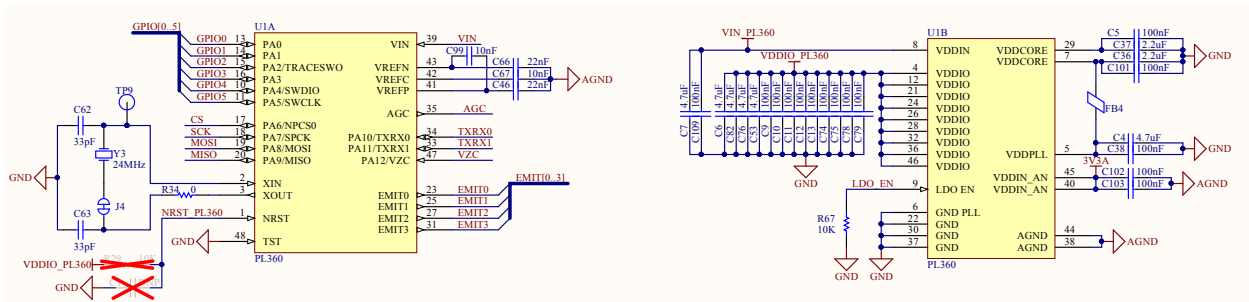 GPIO[0..5]
U1A
GPIO0 13 PA0
GPIO1 14 PA1
GPIO2 15 PA2/TRACESWO
GPIO3 16 PA3
GPIO4 10 PA4/SWDIO
GPIO5 11 PA5/SWCLK
CS 17 PA6/NPCS0
SCK 18 PA7/SPCK
MOSI 19 PA8/MOSI
MISO 20 PA9/MISO
2 XIN
R34 0 3 XOUT
NRST_PL360 1 NRST
GND 48 TST
PL360
VIN 39 VIN
C99 10nF
VREFN 43 C66 22nF
VREFC 42 C67 10nF
VREFP 41 C46 22nF
AGND
AGC 35 AGC
PA10/TXRX0 34 TXRX0
PA11/TXRX1 33 TXRX1
PA12/VZC 47 VZC
EMIT[0..3]
EMIT0 23 EMIT0
EMIT1 25 EMIT1
EMIT2 27 EMIT2
EMIT3 31 EMIT3
TP9
C62
33pF
Y3
24MHz
GND
J4
C63
33pF
VDDIO_PL360
GND
VIN_PL360
VDDIO_PL360
C7 4.7uF
C109 100nF
C6 4.7uF
C82 4.7uF
C76 4.7uF
C53 4.7uF
C9 100nF
C10 100nF
C11 100nF
C12 100nF
C13 100nF
C74 100nF
C75 100nF
C78 100nF
C79 100nF
GND
U1B
8 VDDIN
4 VDDIO
12 VDDIO
21 VDDIO
24 VDDIO
26 VDDIO
28 VDDIO
32 VDDIO
36 VDDIO
46 VDDIO
LDO_EN 9 LDO EN
R67
10K
GND
6 GND PLL
22 GND
30 GND
37 GND
GND
PL360
VDDCORE 29 C5 100nF
VDDCORE 7 C37 2.2uF
C36 2.2uF
C101 100nF
GND
FB4
VDDPLL 5 C4 4.7uF
C38 100nF
GND
3V3A
VDDIN_AN 45 C102 100nF
VDDIN_AN 40 C103 100nF
AGND
AGND 44
AGND 38
AGND